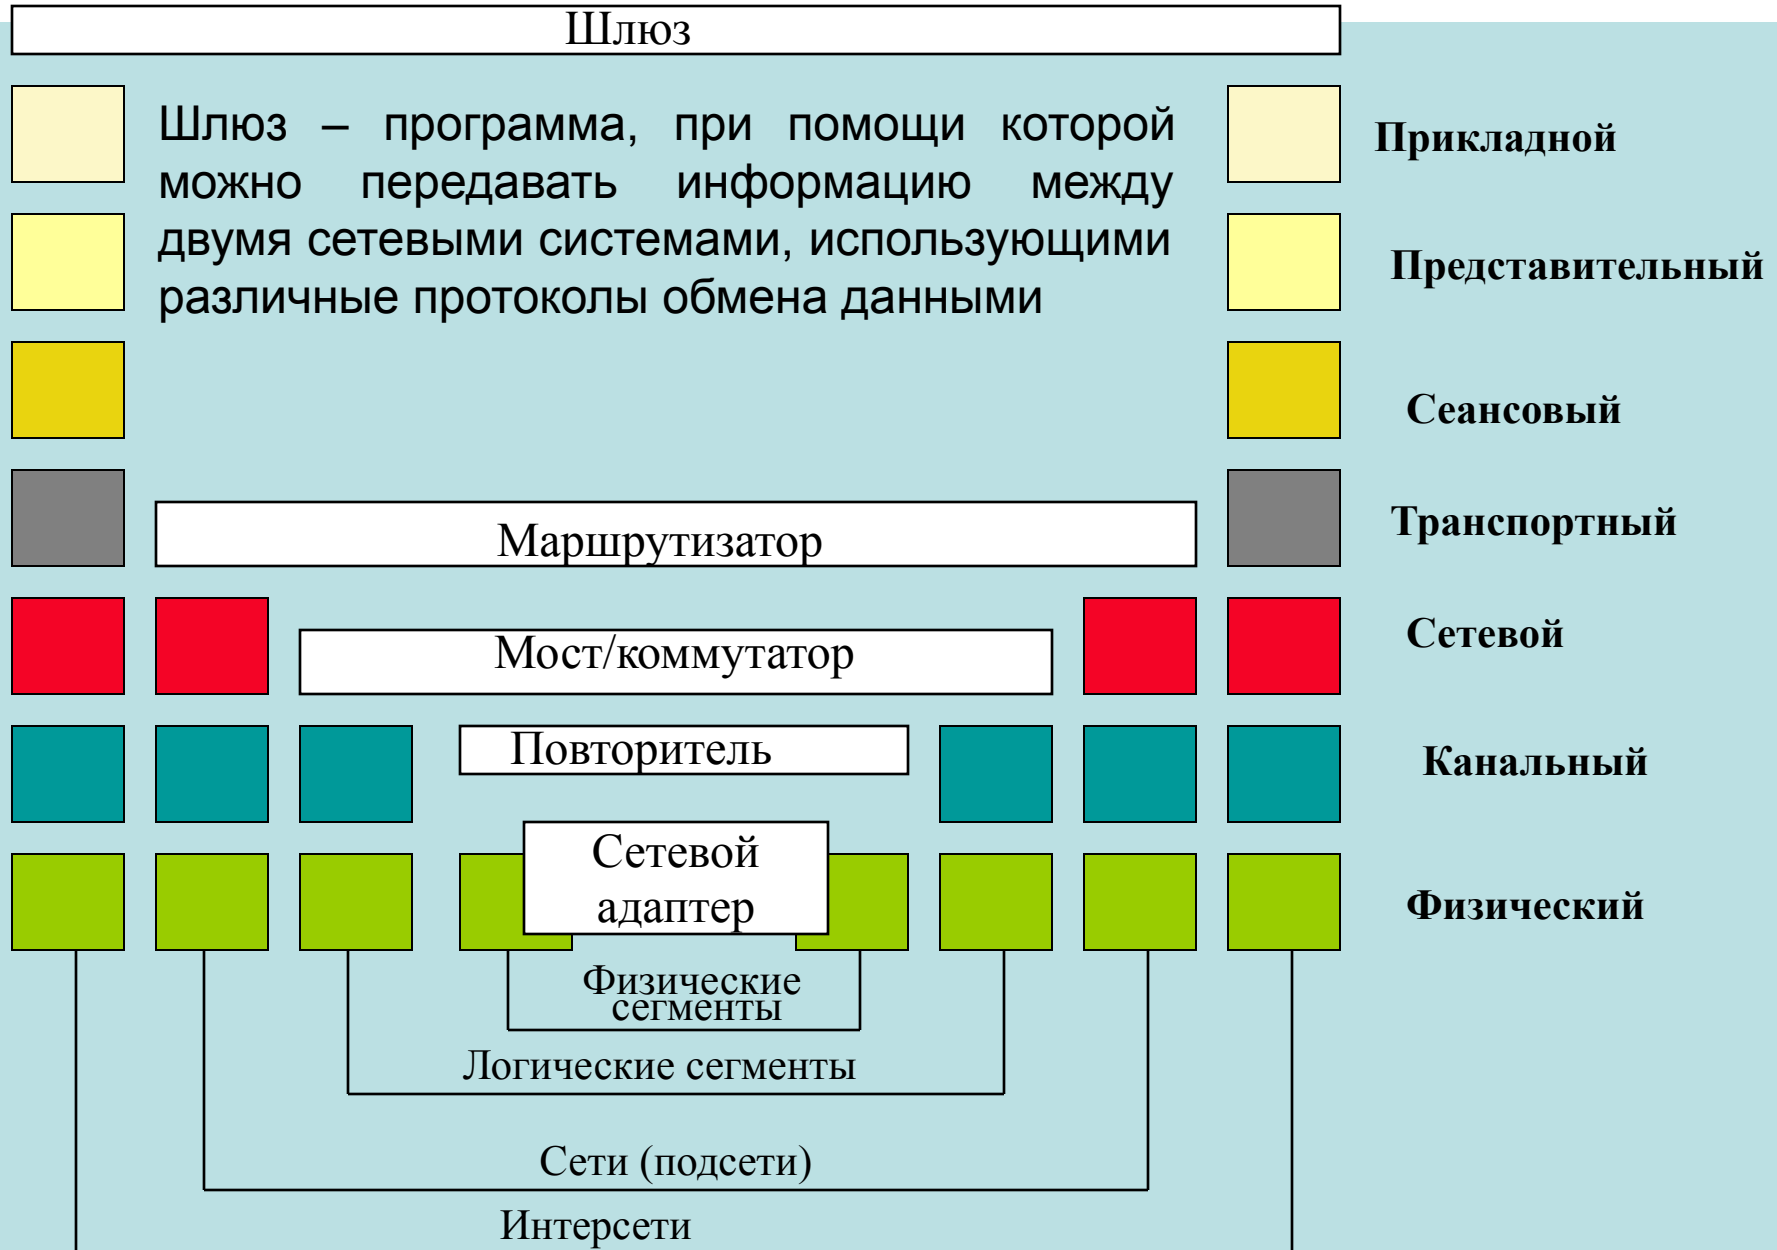 Шлюз
Шлюз – программа, при помощи которой
можно передавать информацию между
двумя сетевыми системами, использующими
различные протоколы обмена данными
Прикладной
Представительный
Сеансовый
Маршрутизатор
Транспортный
Мост/коммутатор
Сетевой
Повторитель
Канальный
Сетевой
адаптер
Физический
Физические
сегменты
Логические сегменты
Сети (подсети)
Интерсети